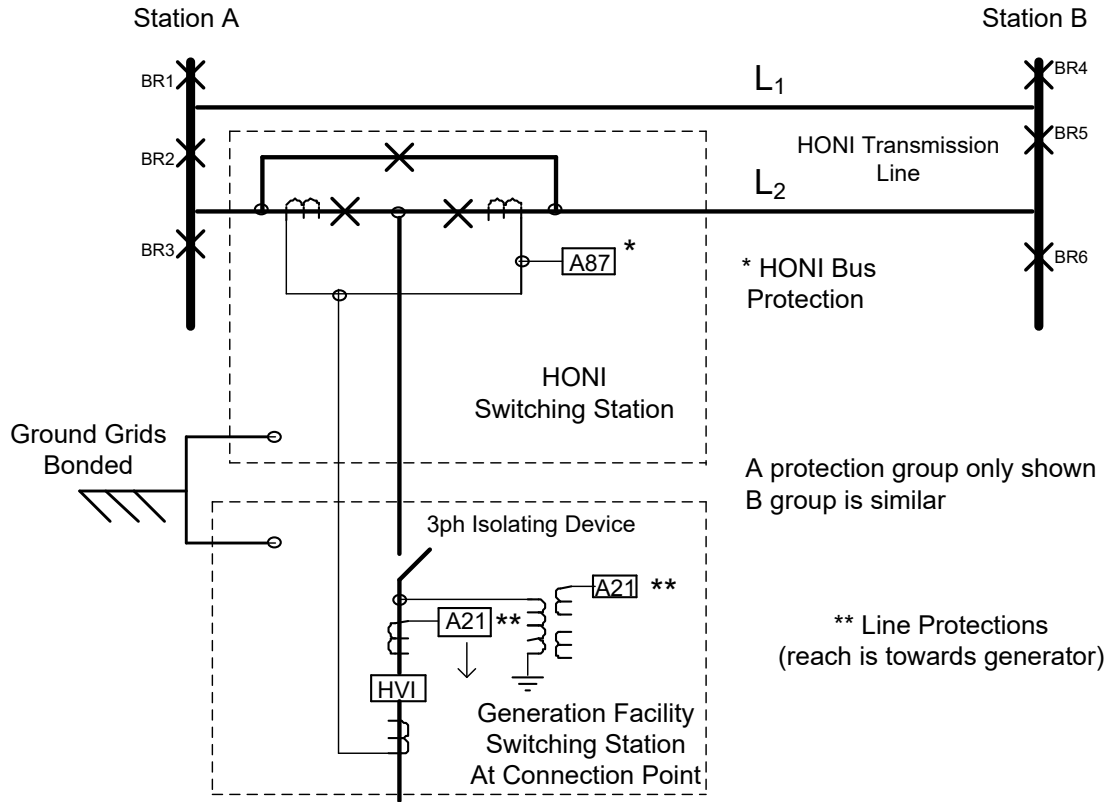 Station A
Station B
BR1
BR4
L1
BR2
BR5
HONI Transmission
Line
L2
BR3
A87 *
BR6
* HONI Bus
Protection
HONI
Switching Station
Ground Grids
Bonded
A protection group only shown
B group is similar
3ph Isolating Device
A21 **
A21 **
** Line Protections
(reach is towards generator)
HVI
Generation Facility
Switching Station
At Connection Point